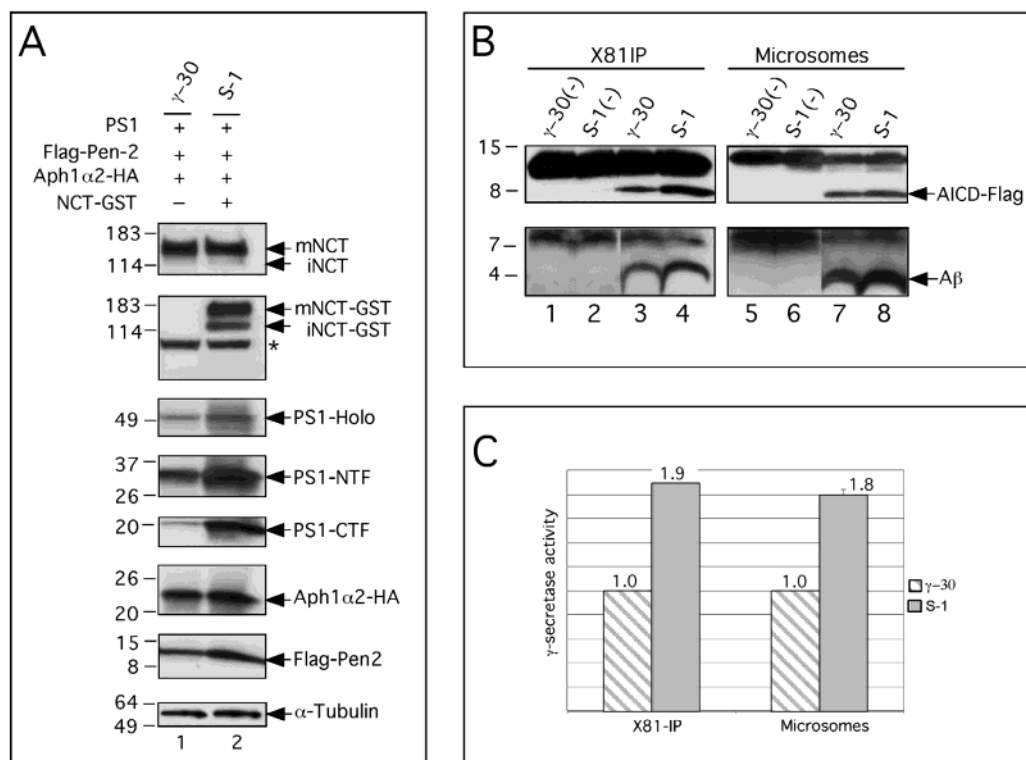 A
γ-30 S-1
PS1 + +
Flag-Pen-2 + +
Aph1α2-HA + +
NCT-GST – +
183
114
mNCT
iNCT
183
114
mNCT-GST
iNCT-GST
*
49
PS1-Holo
37
26
PS1-NTF
20
PS1-CTF
26
20
Aph1α2-HA
15
8
Flag-Pen2
64
49
α-Tubulin
1 2
B
X81IP Microsomes
γ-30(-) S-1(-) γ-30 S-1 γ-30(-) S-1(-) γ-30 S-1
15
8
AICD-Flag
7
4
Aβ
1 2 3 4 5 6 7 8
C
γ-secretase activity
1.0 1.9 1.0 1.8
γ-30
S-1
X81-IP Microsomes